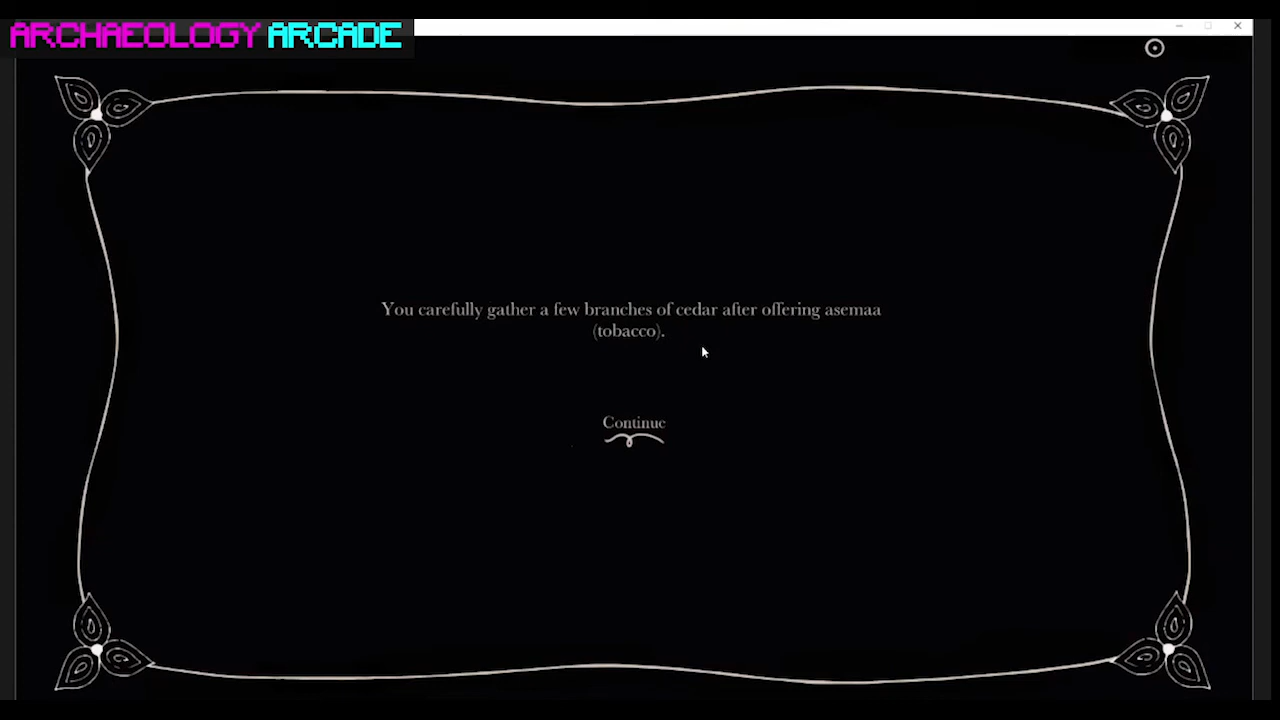 ARCHAEOLOGY ARCADE
You carefully gather a few branches of cedar after offering asemaa
(tobacco).
Continue